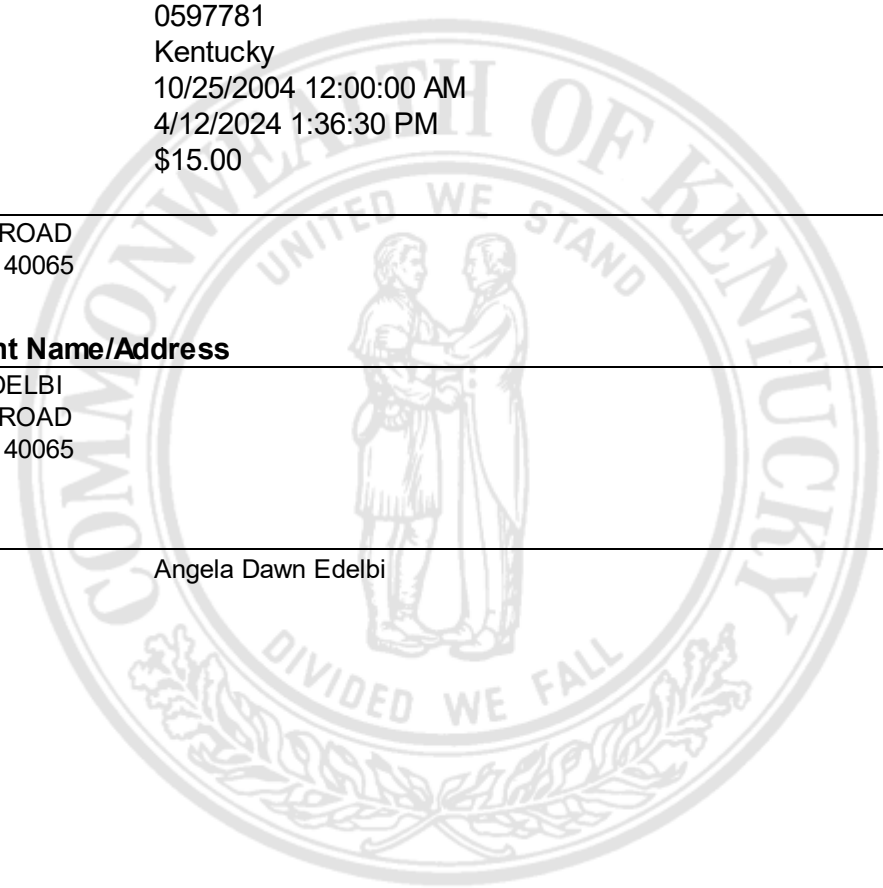 0597781
Kentucky
10/25/2004 12:00:00 AM
4/12/2024 1:36:30 PM
$15.00
ROAD
40065
nt Name/Address
DELBI
ROAD
40065
Angela Dawn Edelbi
COMMONWEALTH OF KENTUCKY
UNITED WE STAND
DIVIDED WE FALL